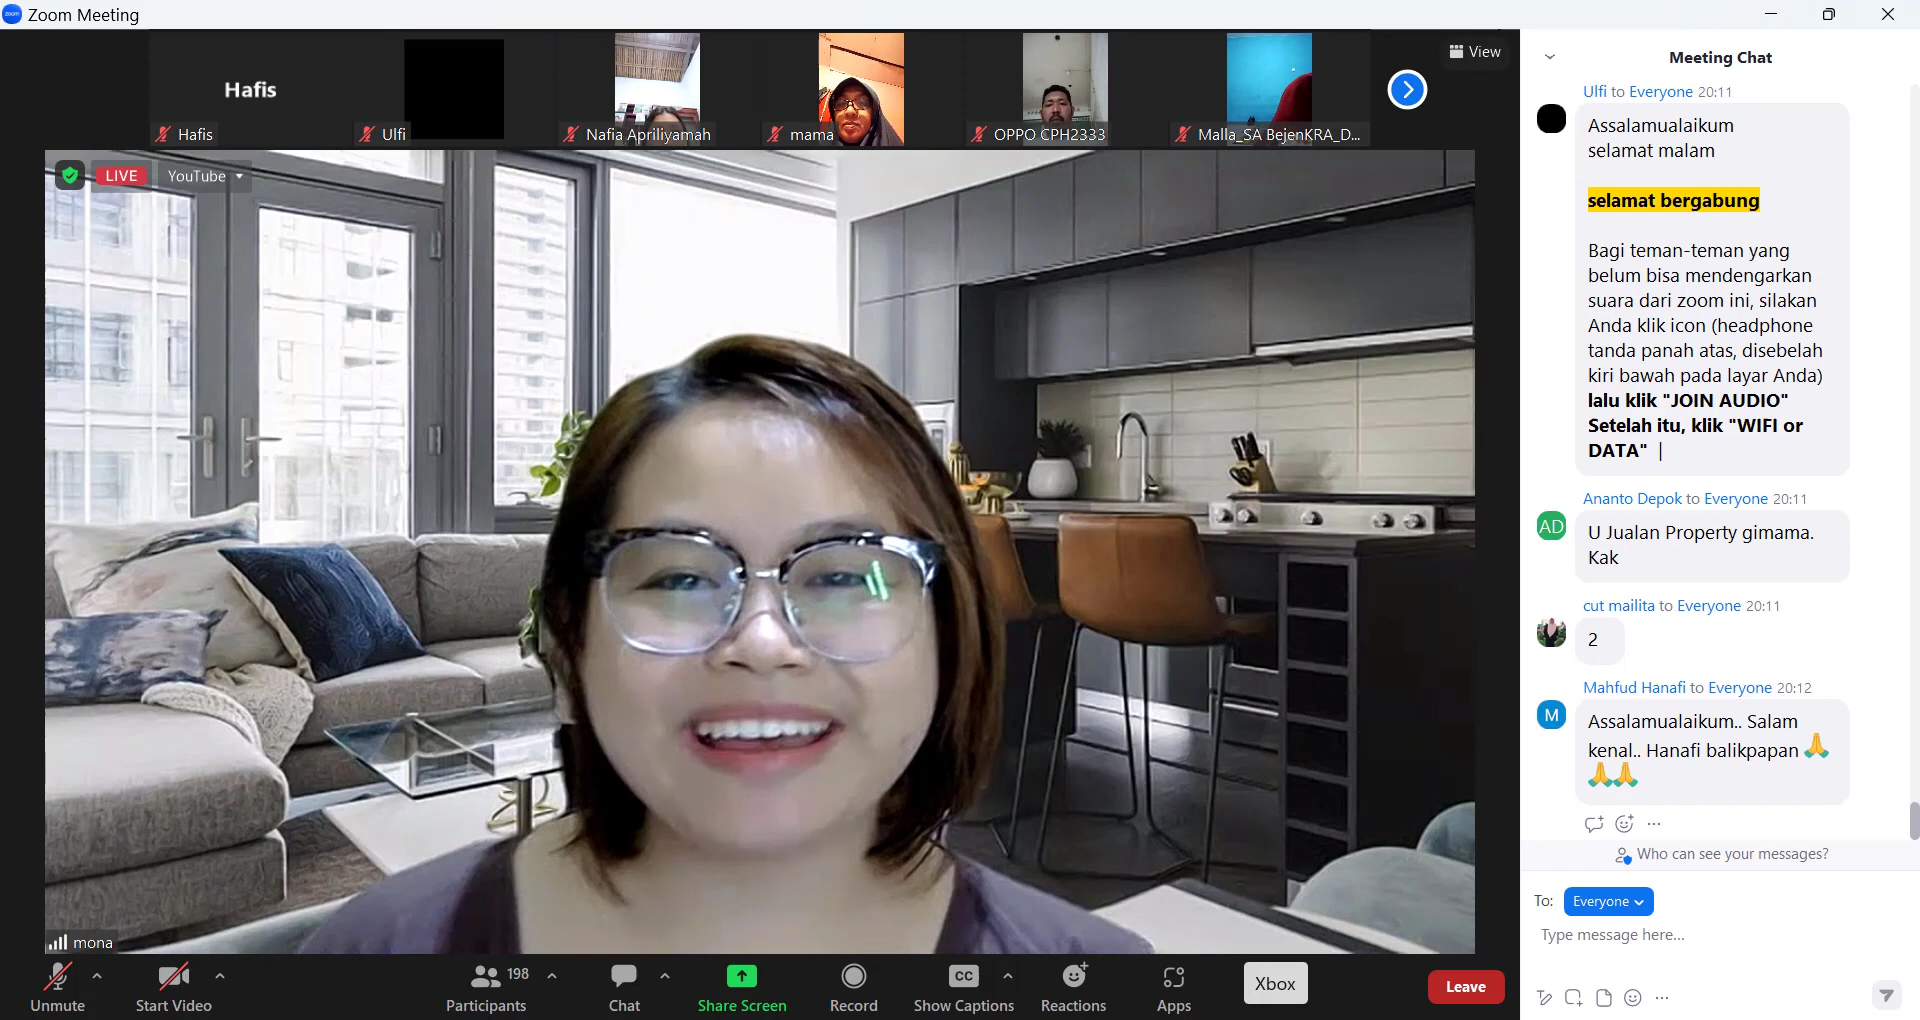 zoom
Zoom Meeting
Hafis
Hafis
Ulfi
Nafia Apriliyamah
mama
OPPO CPH2333
Malla_SA BejenKRA_D...
View
LIVE
YouTube
mona
Unmute
Start Video
198
Participants
Chat
Share Screen
Record
CC
Show Captions
Reactions
Apps
Xbox
Leave
Meeting Chat
Ulfi to Everyone 20:11
Assalamualaikum
selamat malam
selamat bergabung
Bagi teman-teman yang
belum bisa mendengarkan
suara dari zoom ini, silakan
Anda klik icon (headphone
tanda panah atas, disebelah
kiri bawah pada layar Anda)
lalu klik "JOIN AUDIO"
Setelah itu, klik "WIFI or
DATA" |
Ananto Depok to Everyone 20:11
AD
U Jualan Property gimama.
Kak
cut mailita to Everyone 20:11
2
Mahfud Hanafi to Everyone 20:12
M
Assalamualaikum.. Salam
kenal.. Hanafi balikpapan 🙏
🙏🙏
Who can see your messages?
To: Everyone
Type message here...